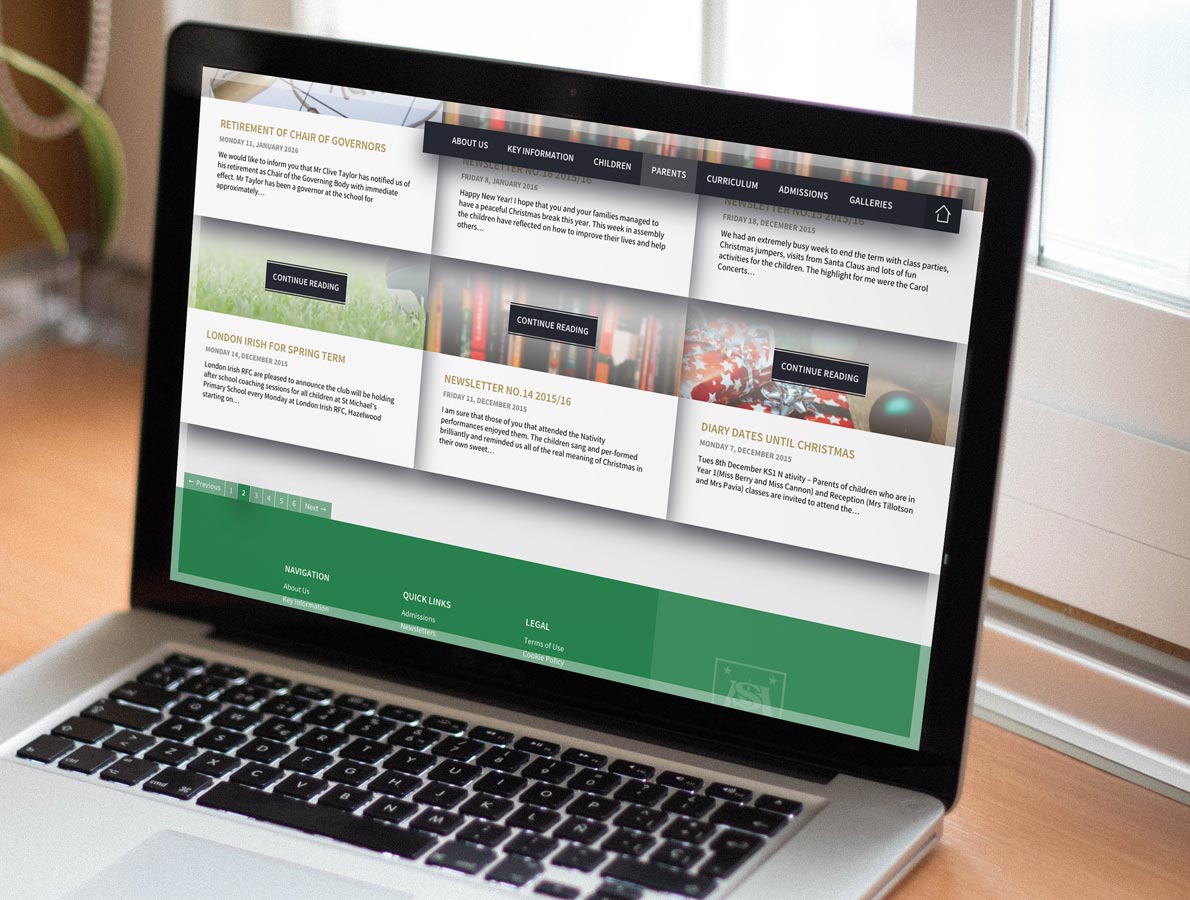 ABOUT US KEY INFORMATION CHILDREN PARENTS CURRICULUM ADMISSIONS GALLERIES
RETIREMENT OF CHAIR OF GOVERNORS
MONDAY 11, JANUARY 2016
We would like to inform you that Mr Clive Taylor has notified us of
his retirement as Chair of the Governing Body with immediate
effect. Mr Taylor has been a governor at the school for
approximately…
NEWSLETTER NO.16 2015/16
FRIDAY 8, JANUARY 2016
Happy New Year! I hope that you and your families managed to
have a peaceful Christmas break this year. This week in assembly
the children have reflected on how to improve their lives and help
others…
NEWSLETTER NO.15 2015/16
FRIDAY 18, DECEMBER 2015
We had an extremely busy week to end the term with class parties,
Christmas jumpers, visits from Santa Claus and lots of fun
activities for the children. The highlight for me were the Carol
Concerts…
CONTINUE READING
LONDON IRISH FOR SPRING TERM
MONDAY 14, DECEMBER 2015
London Irish RFC are pleased to announce the club will be holding
after school coaching sessions for all children at St Michael's
Primary School every Monday at London Irish RFC, Hazelwood
starting on…
CONTINUE READING
NEWSLETTER NO.14 2015/16
FRIDAY 11, DECEMBER 2015
I am sure that those of you that attended the Nativity
performances enjoyed them. The children sang and per-formed
brilliantly and reminded us all of the real meaning of Christmas in
their own sweet…
CONTINUE READING
DIARY DATES UNTIL CHRISTMAS
MONDAY 7, DECEMBER 2015
Tues 8th December KS1 N ativity – Parents of children who are in
Year 1(Miss Berry and Miss Cannon) and Reception (Mrs Tillotson
and Mrs Pavia) classes are invited to attend the…
← Previous 1 2 3 4 5 6 Next →
NAVIGATION
About Us
Key Information
QUICK LINKS
Admissions
Newsletters
LEGAL
Terms of Use
Cookie Policy